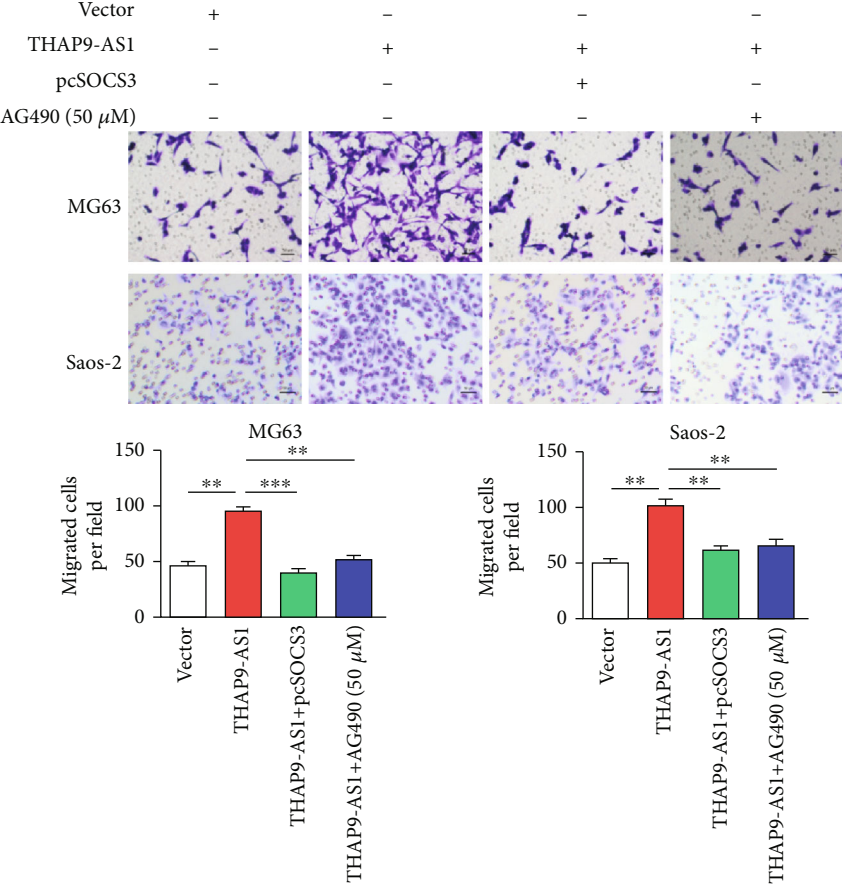 Vector + – – –
THAP9-AS1 – + + +
pcSOCS3 – – + –
AG490 (50 μM) – – – +
MG63
Saos-2
MG63
Migrated cells
per field
150
100
50
0
** *** **
Vector
THAP9-AS1
THAP9-AS1+pcSOCS3
THAP9-AS1+AG490 (50 μM)
Saos-2
Migrated cells
per field
150
100
50
0
** ** **
Vector
THAP9-AS1
THAP9-AS1+pcSOCS3
THAP9-AS1+AG490 (50 μM)